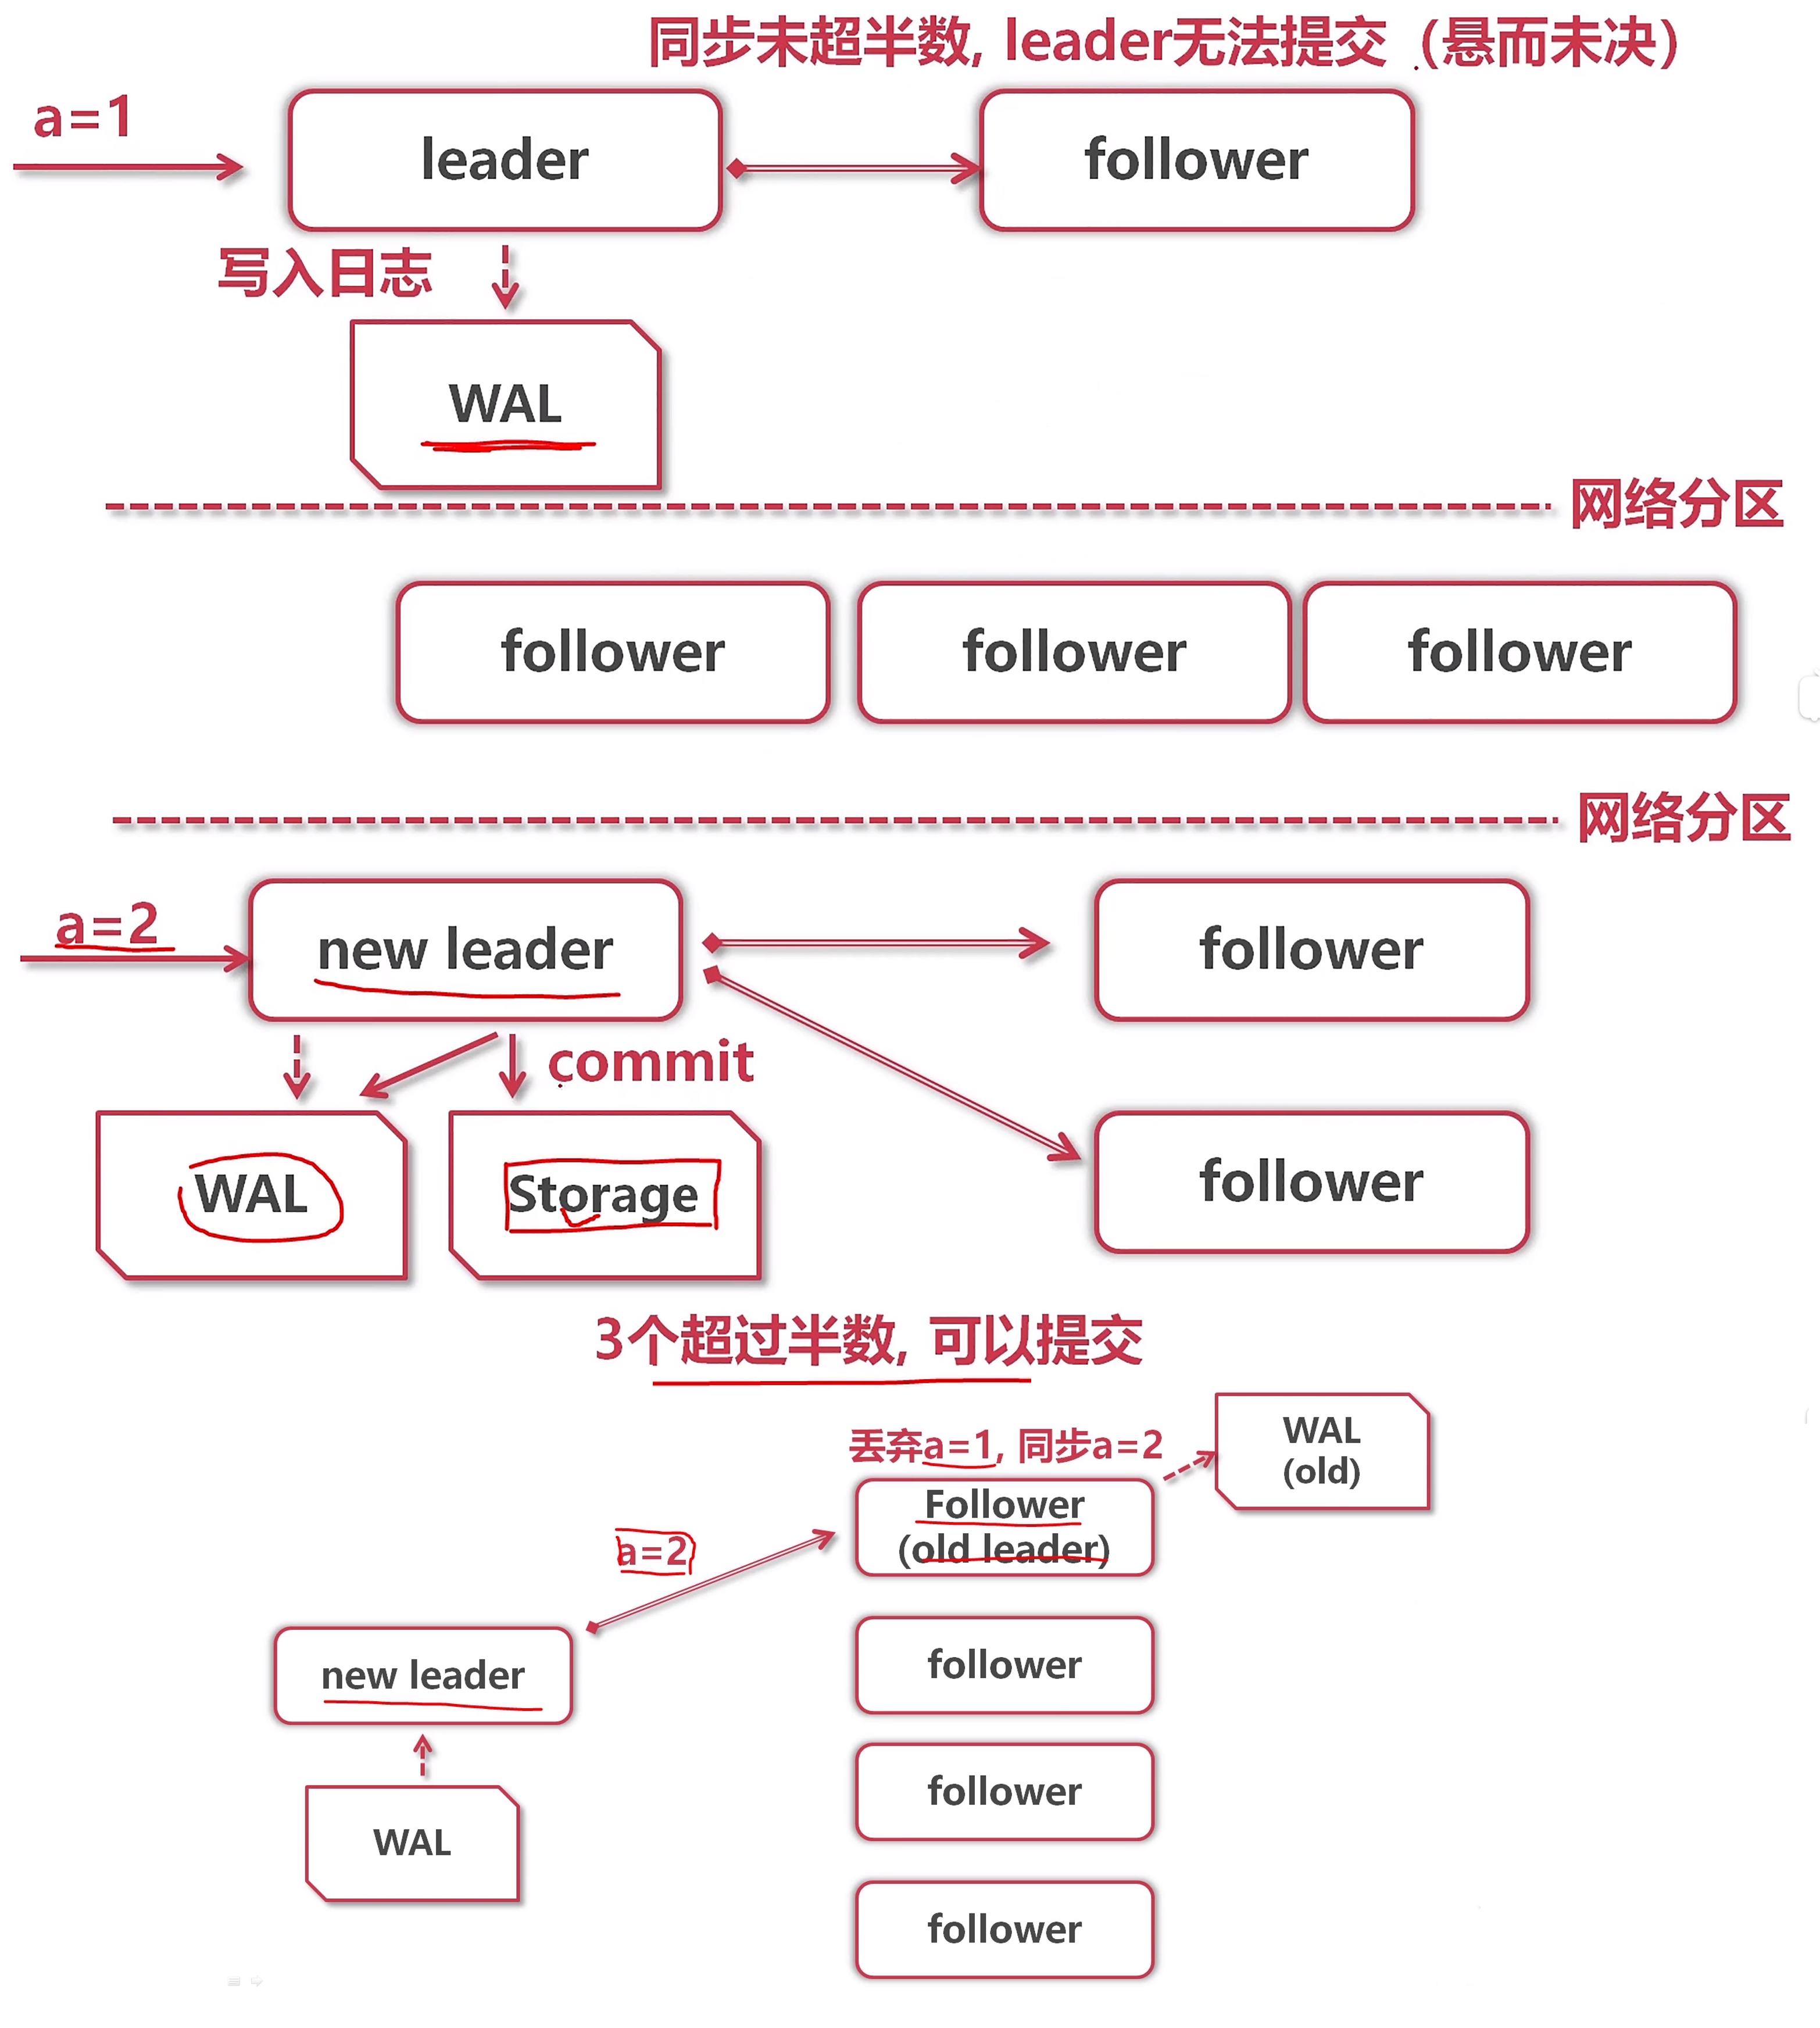 同步未超半数, leader无法提交（悬而未决）
a=1
leader
follower
写入日志
WAL
网络分区
follower
follower
follower
网络分区
a=2
new leader
follower
commit
WAL
Storage
follower
3个超过半数, 可以提交
丢弃a=1, 同步a=2
WAL
(old)
Follower
(old leader)
a=2
new leader
follower
WAL
follower
follower